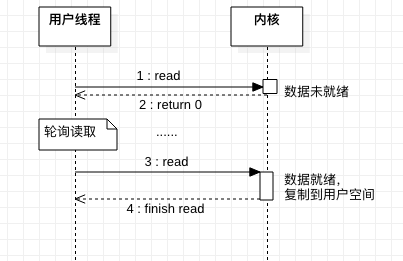 用户线程
内核
1 : read
数据未就绪
2 : return 0
轮询读取
......
3 : read
数据就绪，
复制到用户空间
4 : finish read